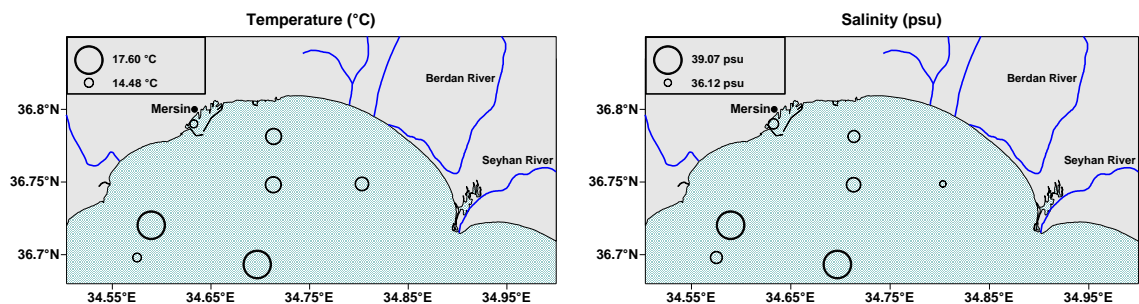 Temperature (°C)
17.60 °C
14.48 °C
Berdan River
36.8°N
Mersin
Seyhan River
36.75°N
36.7°N
34.55°E 34.65°E 34.75°E 34.85°E 34.95°E
Salinity (psu)
39.07 psu
36.12 psu
Berdan River
36.8°N
Mersin
Seyhan River
36.75°N
36.7°N
34.55°E 34.65°E 34.75°E 34.85°E 34.95°E